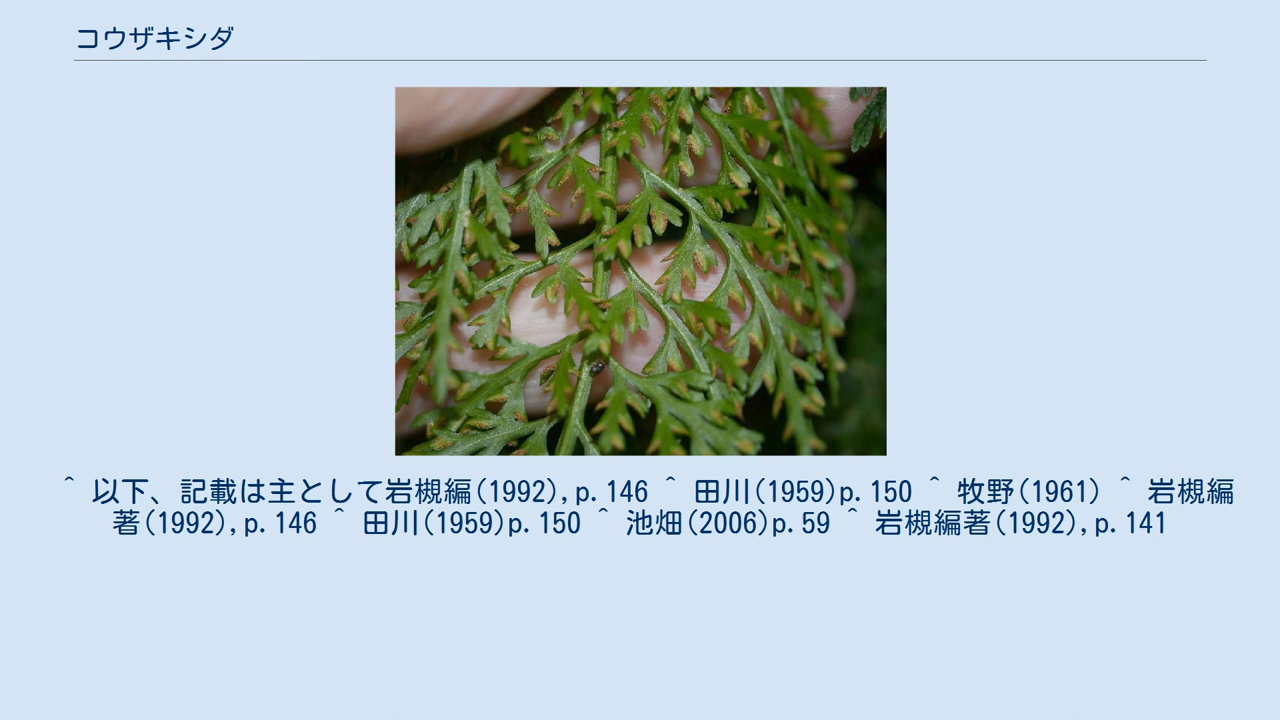 コウザキシダ
^ 以下、記載は主として岩槻編(1992),p.146 ^ 田川(1959)p.150 ^ 牧野(1961) ^ 岩槻編
著(1992),p.146 ^ 田川(1959)p.150 ^ 池畑(2006)p.59 ^ 岩槻編著(1992),p.141